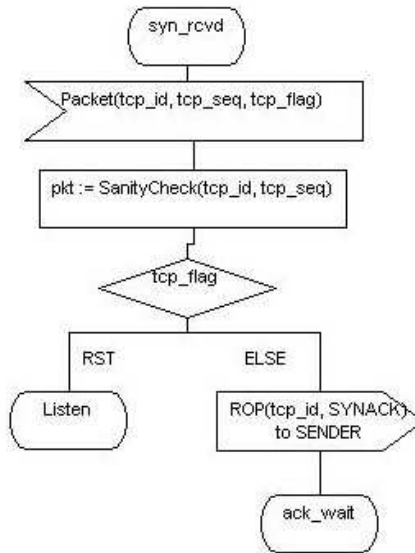 syn_rcvd
Packet(tcp_id, tcp_seq, tcp_flag)
pkt := SanityCheck(tcp_id, tcp_seq)
tcp_flag
RST
ELSE
Listen
ROP(tcp_id, SYNACK)
to SENDER
ack_wait